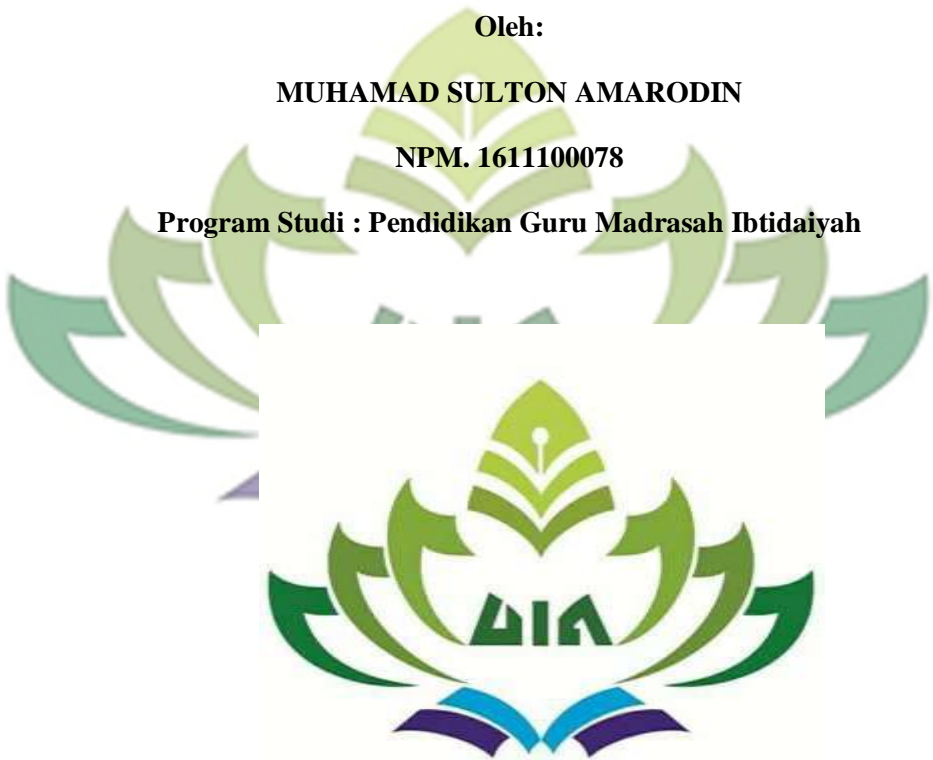 Oleh:
MUHAMAD SULTON AMARODIN
NPM. 1611100078
Program Studi : Pendidikan Guru Madrasah Ibtidaiyah
UIN